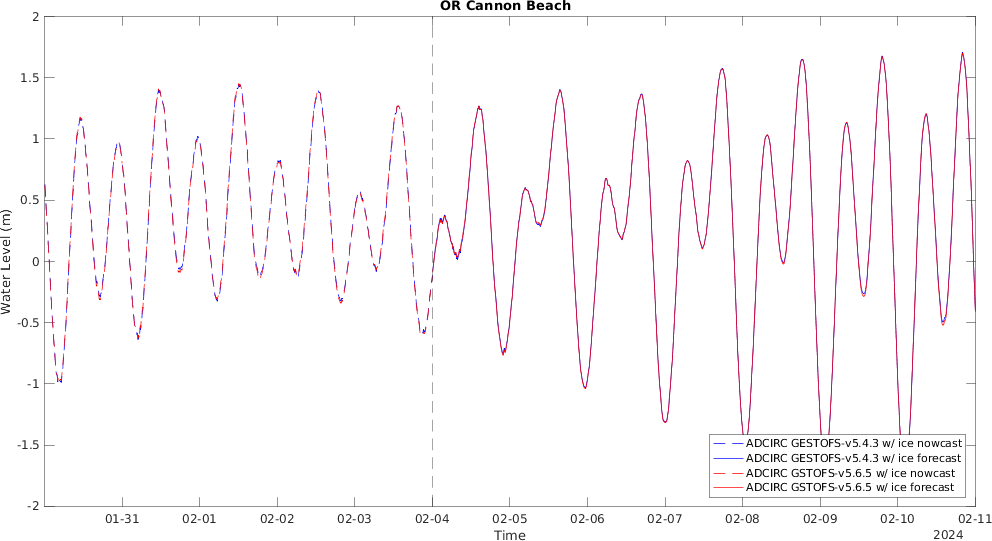 OR Cannon Beach
2
1.5
1
0.5
0
-0.5
-1
-1.5
-2
Water Level (m)
ADCIRC GESTOFS-v5.4.3 w/ ice nowcast
ADCIRC GESTOFS-v5.4.3 w/ ice forecast
ADCIRC GSTOFS-v5.6.5 w/ ice nowcast
ADCIRC GSTOFS-v5.6.5 w/ ice forecast
01-31 02-01 02-02 02-03 02-04 02-05 02-06 02-07 02-08 02-09 02-10 02-11
Time
2024